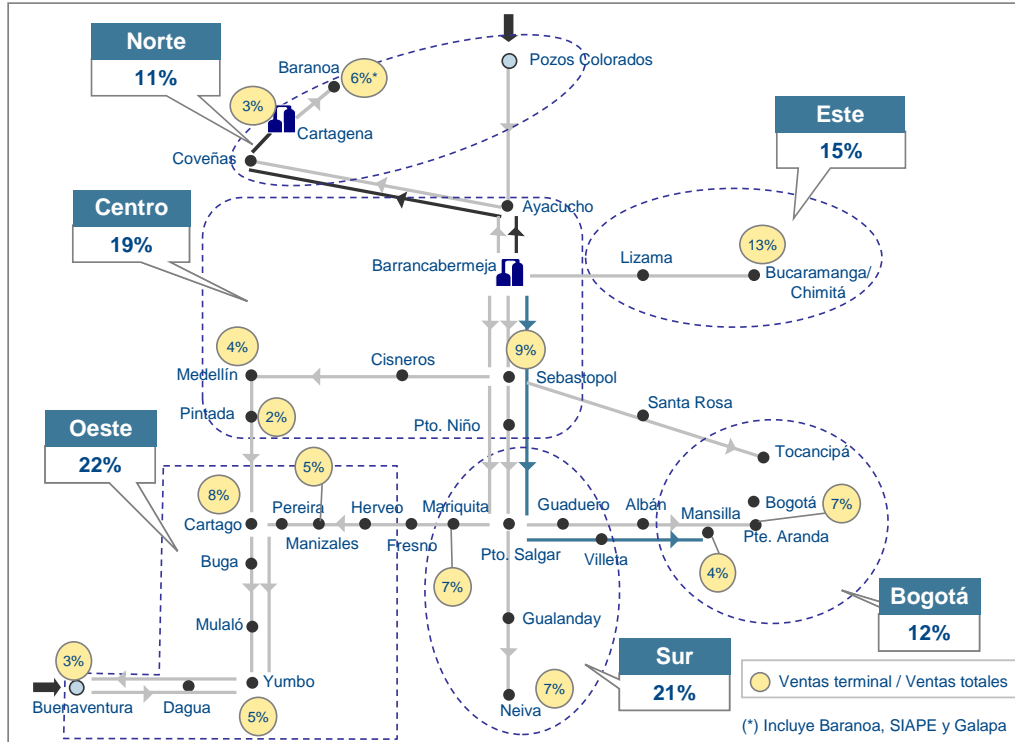 Norte
11%
Baranoa
6%*
Pozos Colorados
3%
Cartagena
Coveñas
Este
15%
Centro
19%
Ayacucho
Barrancabermeja
Lizama
13%
Bucaramanga/
Chimitá
4%
Medellín
Cisneros
9%
Sebastopol
Pintada
2%
Pto. Niño
Santa Rosa
Tocancipá
Oeste
22%
5%
8%
Cartago
Pereira
Manizales
Herveo
Fresno
Mariquita
7%
Pto. Salgar
Guaduero
Albán
Villeta
Mansilla
4%
Bogotá
7%
Pte. Aranda
Buga
Mulaló
Gualanday
Bogotá
12%
3%
Buenaventura
Dagua
Yumbo
5%
7%
Neiva
Sur
21%
Ventas terminal / Ventas totales
(*) Incluye Baranoa, SIAPE y Galapa